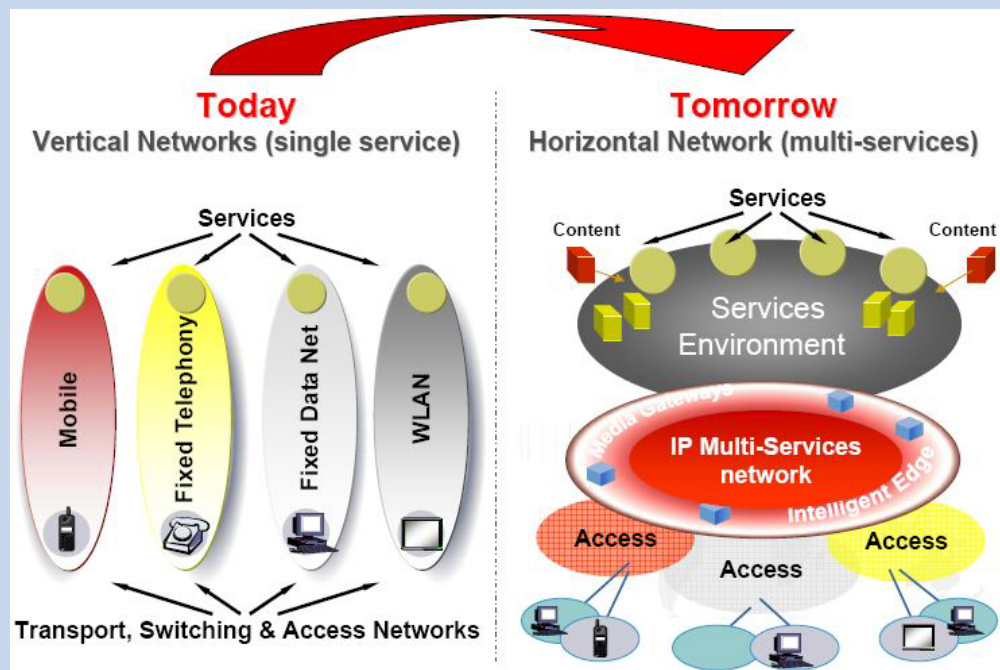 Today
Vertical Networks (single service)
Services
Mobile
Fixed Telephony
Fixed Data Net
WLAN
Transport, Switching & Access Networks
Tomorrow
Horizontal Network (multi-services)
Services
Content
Content
Services
Environment
Media Gateways
IP Multi-Services
network
Intelligent Edge
Access
Access
Access